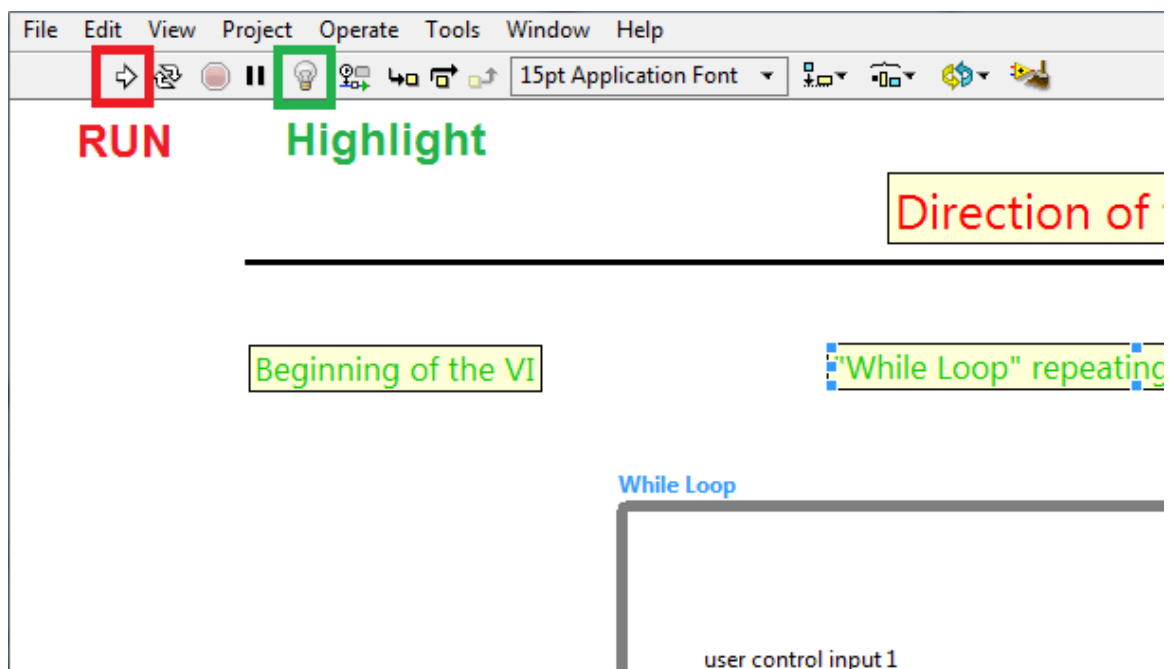 File Edit View Project Operate Tools Window Help
15pt Application Font
RUN Highlight
Direction of
Beginning of the VI
"While Loop" repeating
While Loop
user control input 1